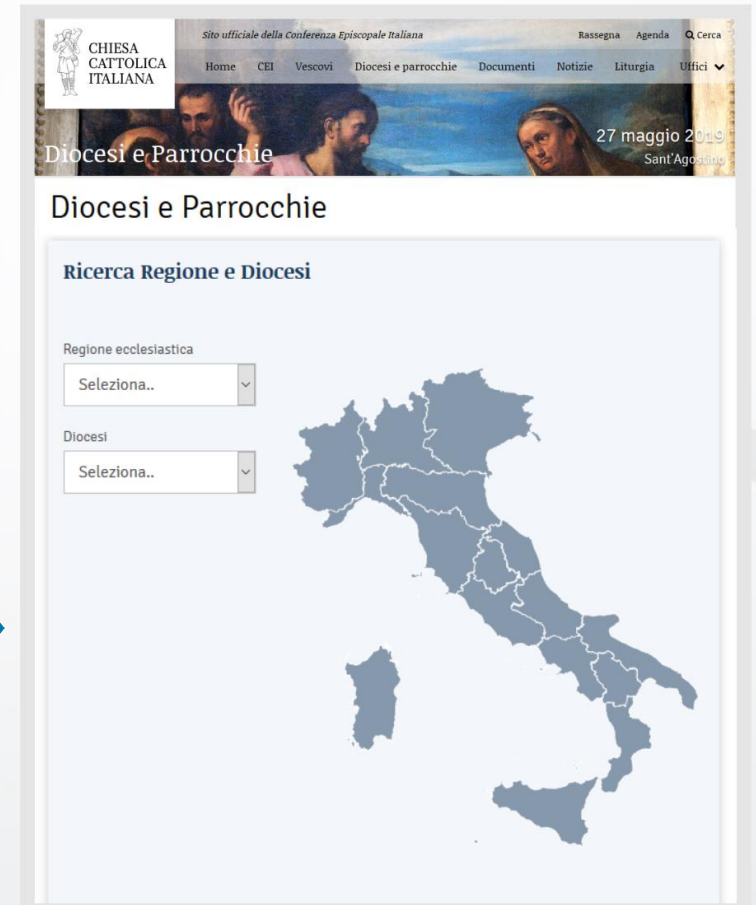 CHIESA
CATTOLICA
ITALIANA
Sito ufficiale della Conferenza Episcopale Italiana
Rassegna Agenda Cerca
Home CEI Vescovi Diocesi e parrocchie Documenti Notizie Liturgia Uffici
Diocesi e Parrocchie
27 maggio 2019
Sant'Agostino
Diocesi e Parrocchie
Ricerca Regione e Diocesi
Regione ecclesiastica
Seleziona..
Diocesi
Seleziona..